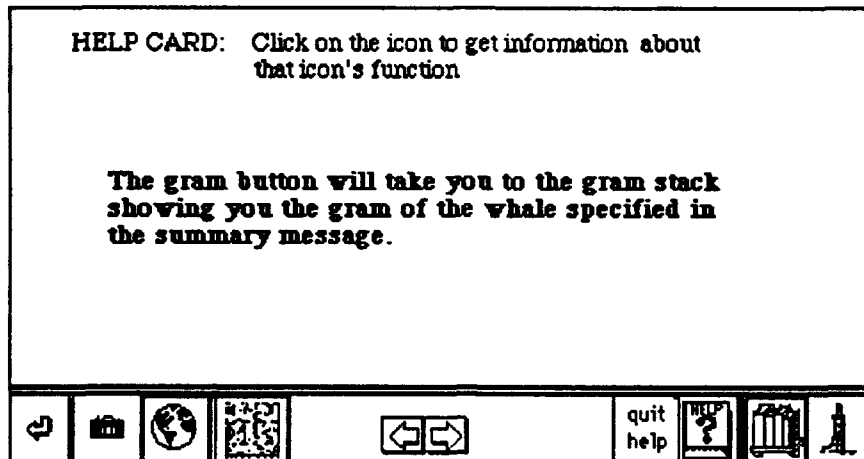 HELP CARD: Click on the icon to get information about
that icon's function
The gram button will take you to the gram stack
showing you the gram of the whale specified in
the summary message.
quit
help
HELP
?